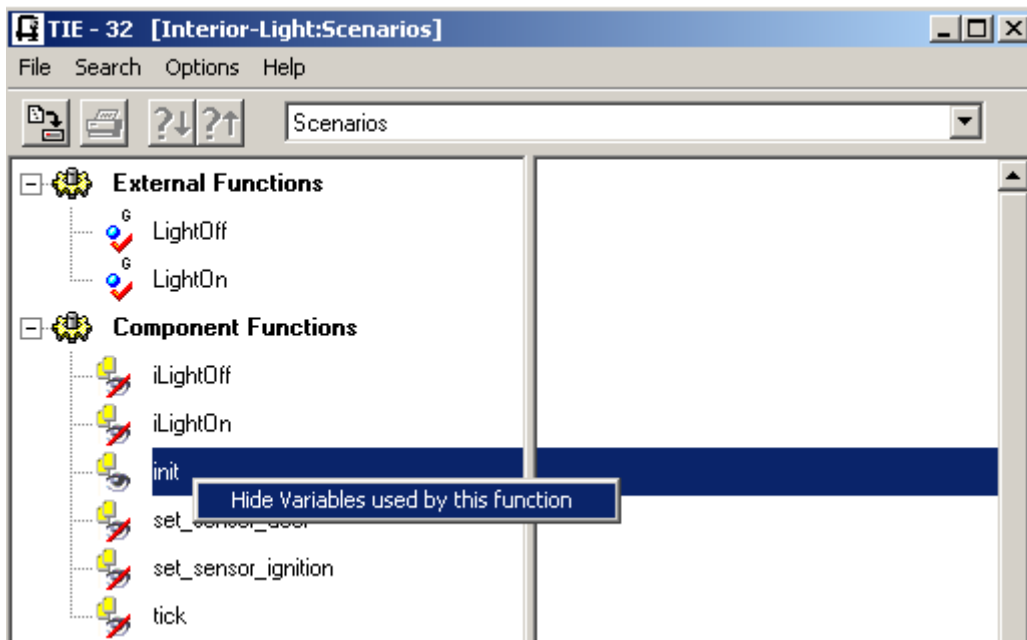 TIE - 32 [Interior-Light:Scenarios]
File Search Options Help
?↓ ?↑ Scenarios
External Functions
G
LightOff
G
LightOn
Component Functions
iLightOff
iLightOn
init
Hide Variables used by this function
set_sensor_door
set_sensor_ignition
tick